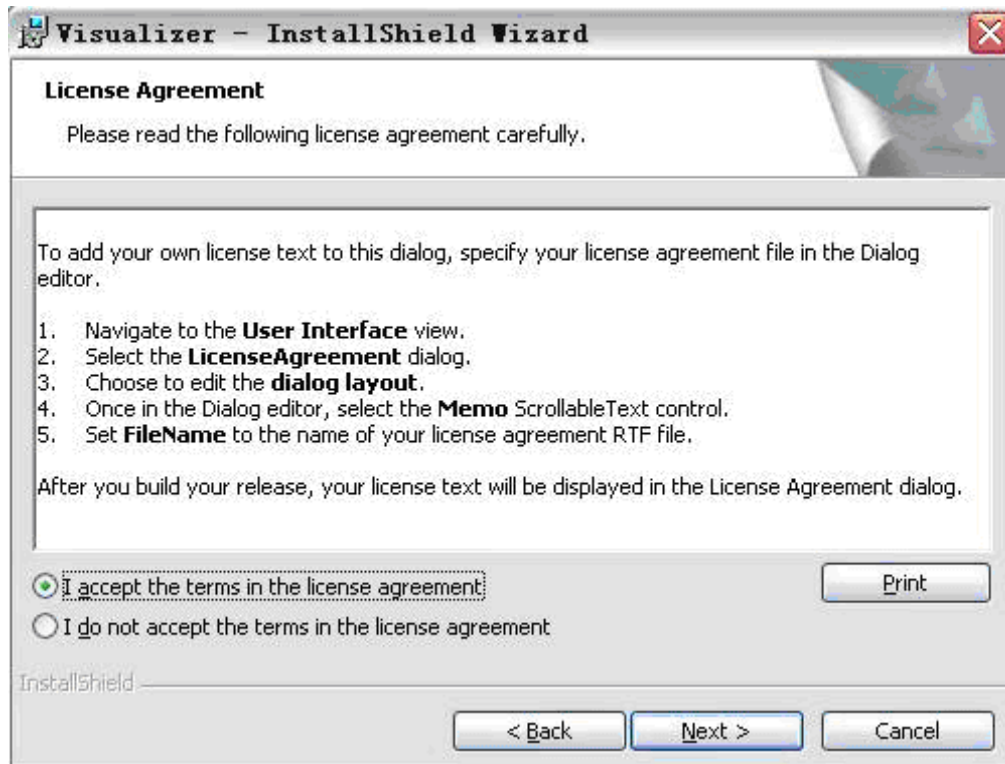 Visualizer - InstallShield Wizard
License Agreement
Please read the following license agreement carefully.
To add your own license text to this dialog, specify your license agreement file in the Dialog
editor.
1. Navigate to the User Interface view.
2. Select the LicenseAgreement dialog.
3. Choose to edit the dialog layout.
4. Once in the Dialog editor, select the Memo ScrollableText control.
5. Set FileName to the name of your license agreement RTF file.
After you build your release, your license text will be displayed in the License Agreement dialog.
I accept the terms in the license agreement
Print
I do not accept the terms in the license agreement
InstallShield
< Back
Next >
Cancel